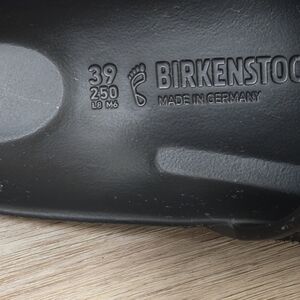 39
250
L8 M6
BIRKENSTOC
MADE IN GERMANY